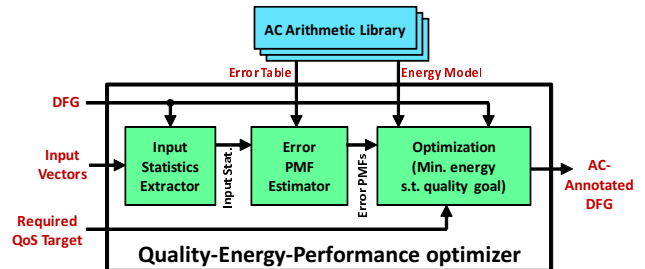 AC Arithmetic Library
Error Table
Energy Model
DFG
Input
Vectors
Input
Statistics
Extractor
Input Stat.
Error
PMF
Estimator
Error PMFs
Optimization
(Min. energy
s.t. quality goal)
AC-
Annotated
DFG
Required
QoS Target
Quality-Energy-Performance optimizer